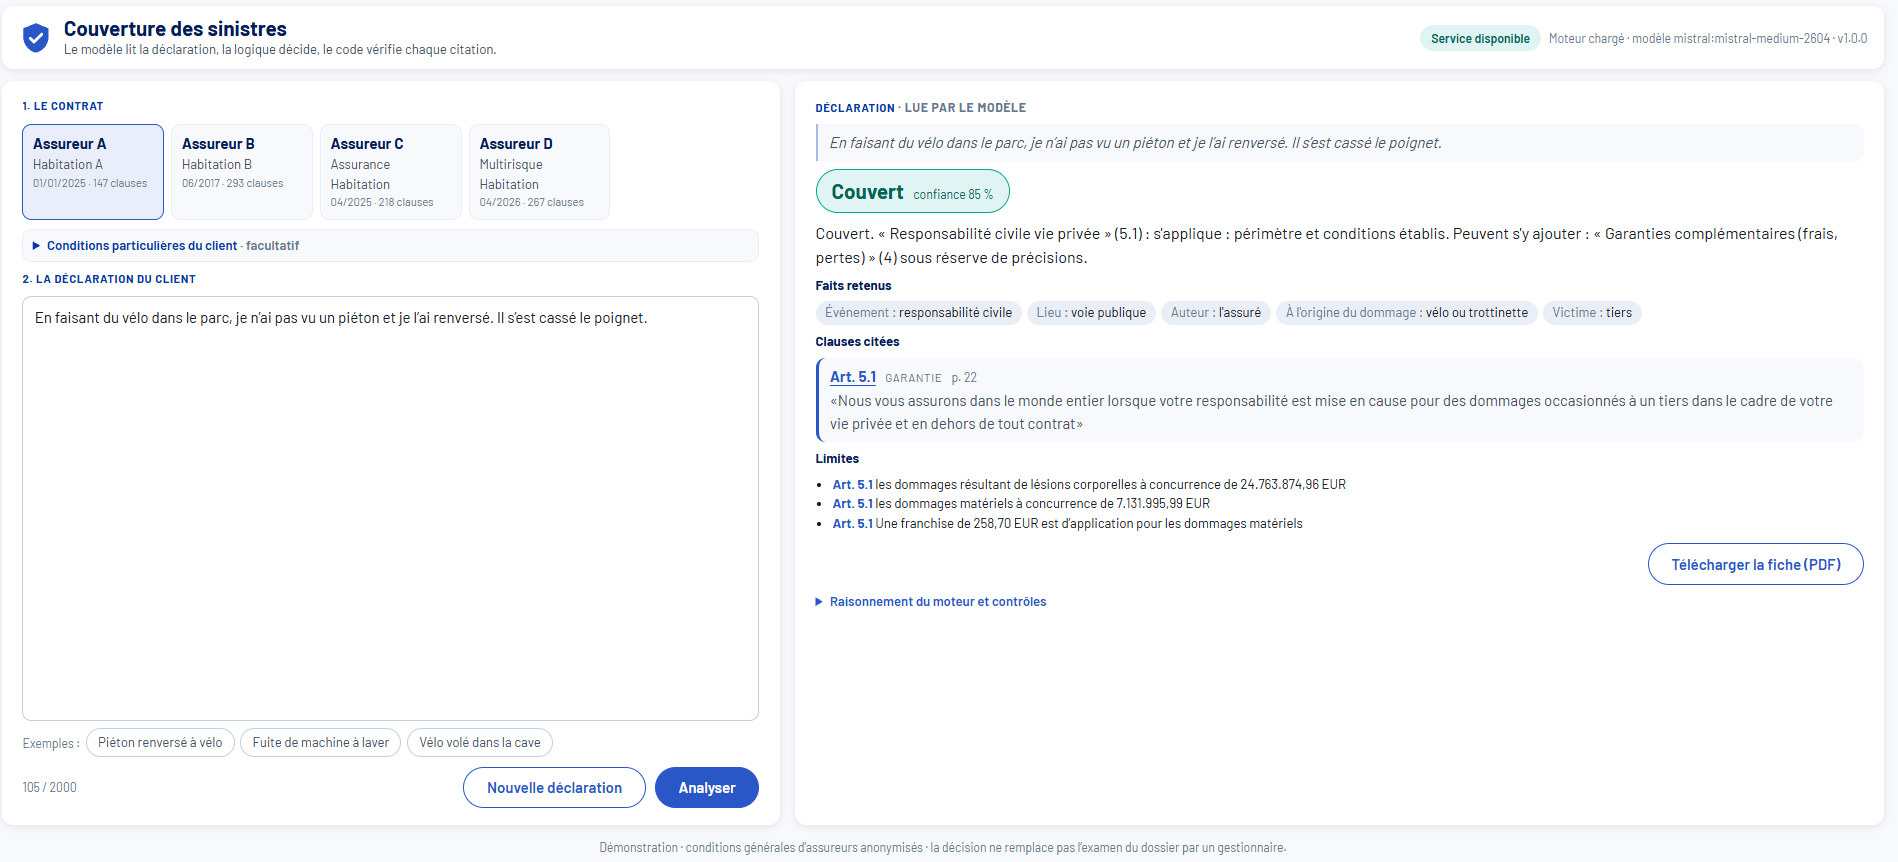 Couverture des sinistres
Le modèle lit la déclaration, la logique décide, le code vérifie chaque citation.
Service disponible
Moteur chargé · modèle mistral:mistral-medium-2604 · v1.0.0
1. LE CONTRAT
Assureur A
Habitation A
01/01/2025 · 147 clauses
Assureur B
Habitation B
06/2017 · 293 clauses
Assureur C
Assurance
Habitation
04/2025 · 218 clauses
Assureur D
Multirisque
Habitation
04/2026 · 267 clauses
Conditions particulières du client · facultatif
2. LA DÉCLARATION DU CLIENT
En faisant du vélo dans le parc, je n’ai pas vu un piéton et je l’ai renversé. Il s’est cassé le poignet.
Exemples :
Piéton renversé à vélo
Fuite de machine à laver
Vélo volé dans la cave
105 / 2000
Nouvelle déclaration
Analyser
DÉCLARATION · LUE PAR LE MODÈLE
En faisant du vélo dans le parc, je n’ai pas vu un piéton et je l’ai renversé. Il s’est cassé le poignet.
Couvert confiance 85 %
Couvert. « Responsabilité civile vie privée » (5.1) : s'applique : périmètre et conditions établis. Peuvent s'y ajouter : « Garanties complémentaires (frais,
pertes) » (4) sous réserve de précisions.
Faits retenus
Événement : responsabilité civile
Lieu : voie publique
Auteur : l'assuré
À l'origine du dommage : vélo ou trottinette
Victime : tiers
Clauses citées
Art. 5.1 GARANTIE p. 22
«Nous vous assurons dans le monde entier lorsque votre responsabilité est mise en cause pour des dommages occasionnés à un tiers dans le cadre de votre
vie privée et en dehors de tout contrat»
Limites
• Art. 5.1 les dommages résultant de lésions corporelles à concurrence de 24.763.874,96 EUR
• Art. 5.1 les dommages matériels à concurrence de 7.131.995,99 EUR
• Art. 5.1 Une franchise de 258,70 EUR est d’application pour les dommages matériels
Télécharger la fiche (PDF)
Raisonnement du moteur et contrôles
Démonstration · conditions générales d’assureurs anonymisés · la décision ne remplace pas l’examen du dossier par un gestionnaire.